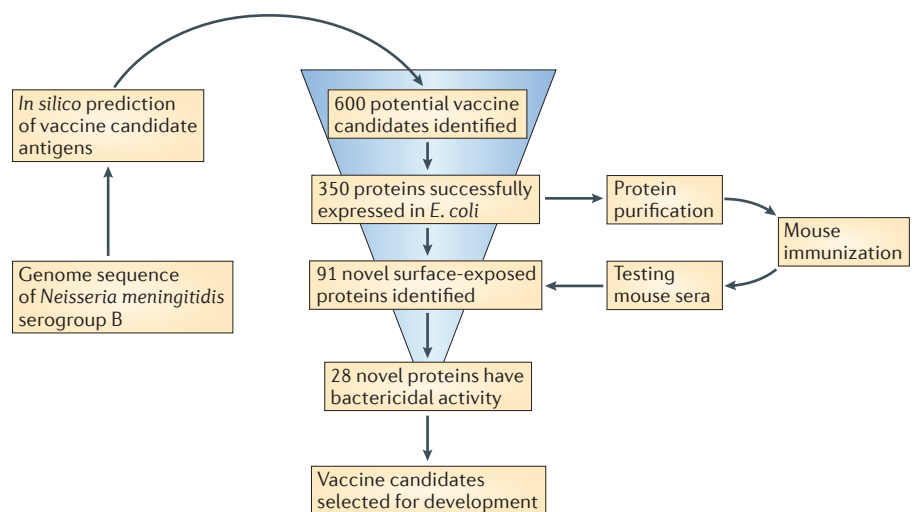 In silico prediction
of vaccine candidate
antigens
Genome sequence
of Neisseria meningitidis
serogroup B
600 potential vaccine
candidates identified
350 proteins successfully
expressed in E. coli
Protein
purification
Mouse
immunization
Testing
mouse sera
91 novel surface-exposed
proteins identified
28 novel proteins have
bactericidal activity
Vaccine candidates
selected for development